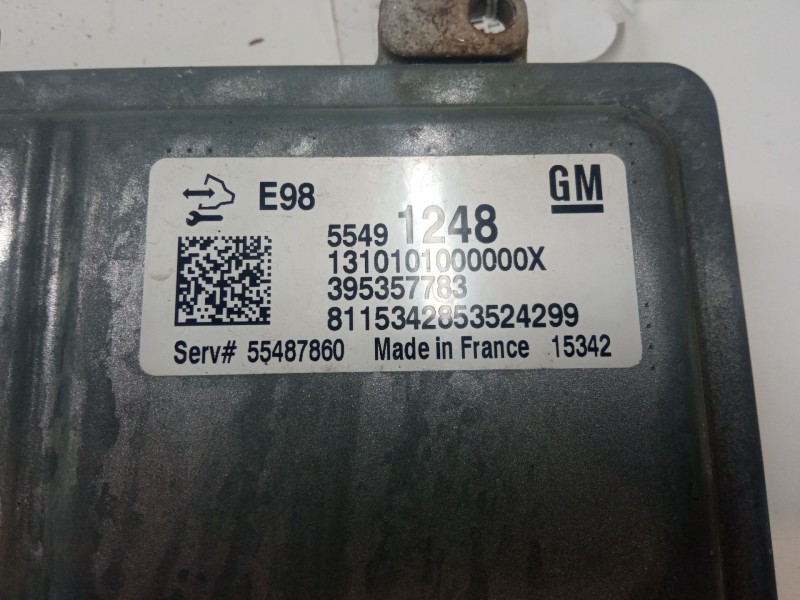 E98 GM
5549 1248
1310101000000X
395357783
8115342853524299
Serv# 55487860 Made in France 15342